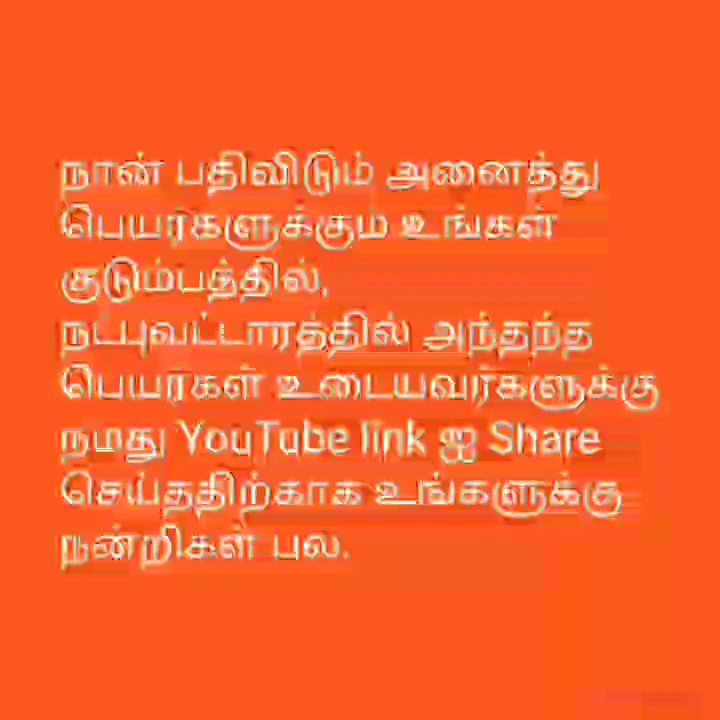 நான் பதிவிடும் அனைத்து
பெயர்களுக்கும் உங்கள்
குடும்பத்தில்,
நட்புவட்டாரத்தில் அந்தந்த
பெயர்கள் உடையவர்களுக்கு
நமது YouTube link ஐ Share
செய்ததிற்காக உங்களுக்கு
நன்றிகள் பல.